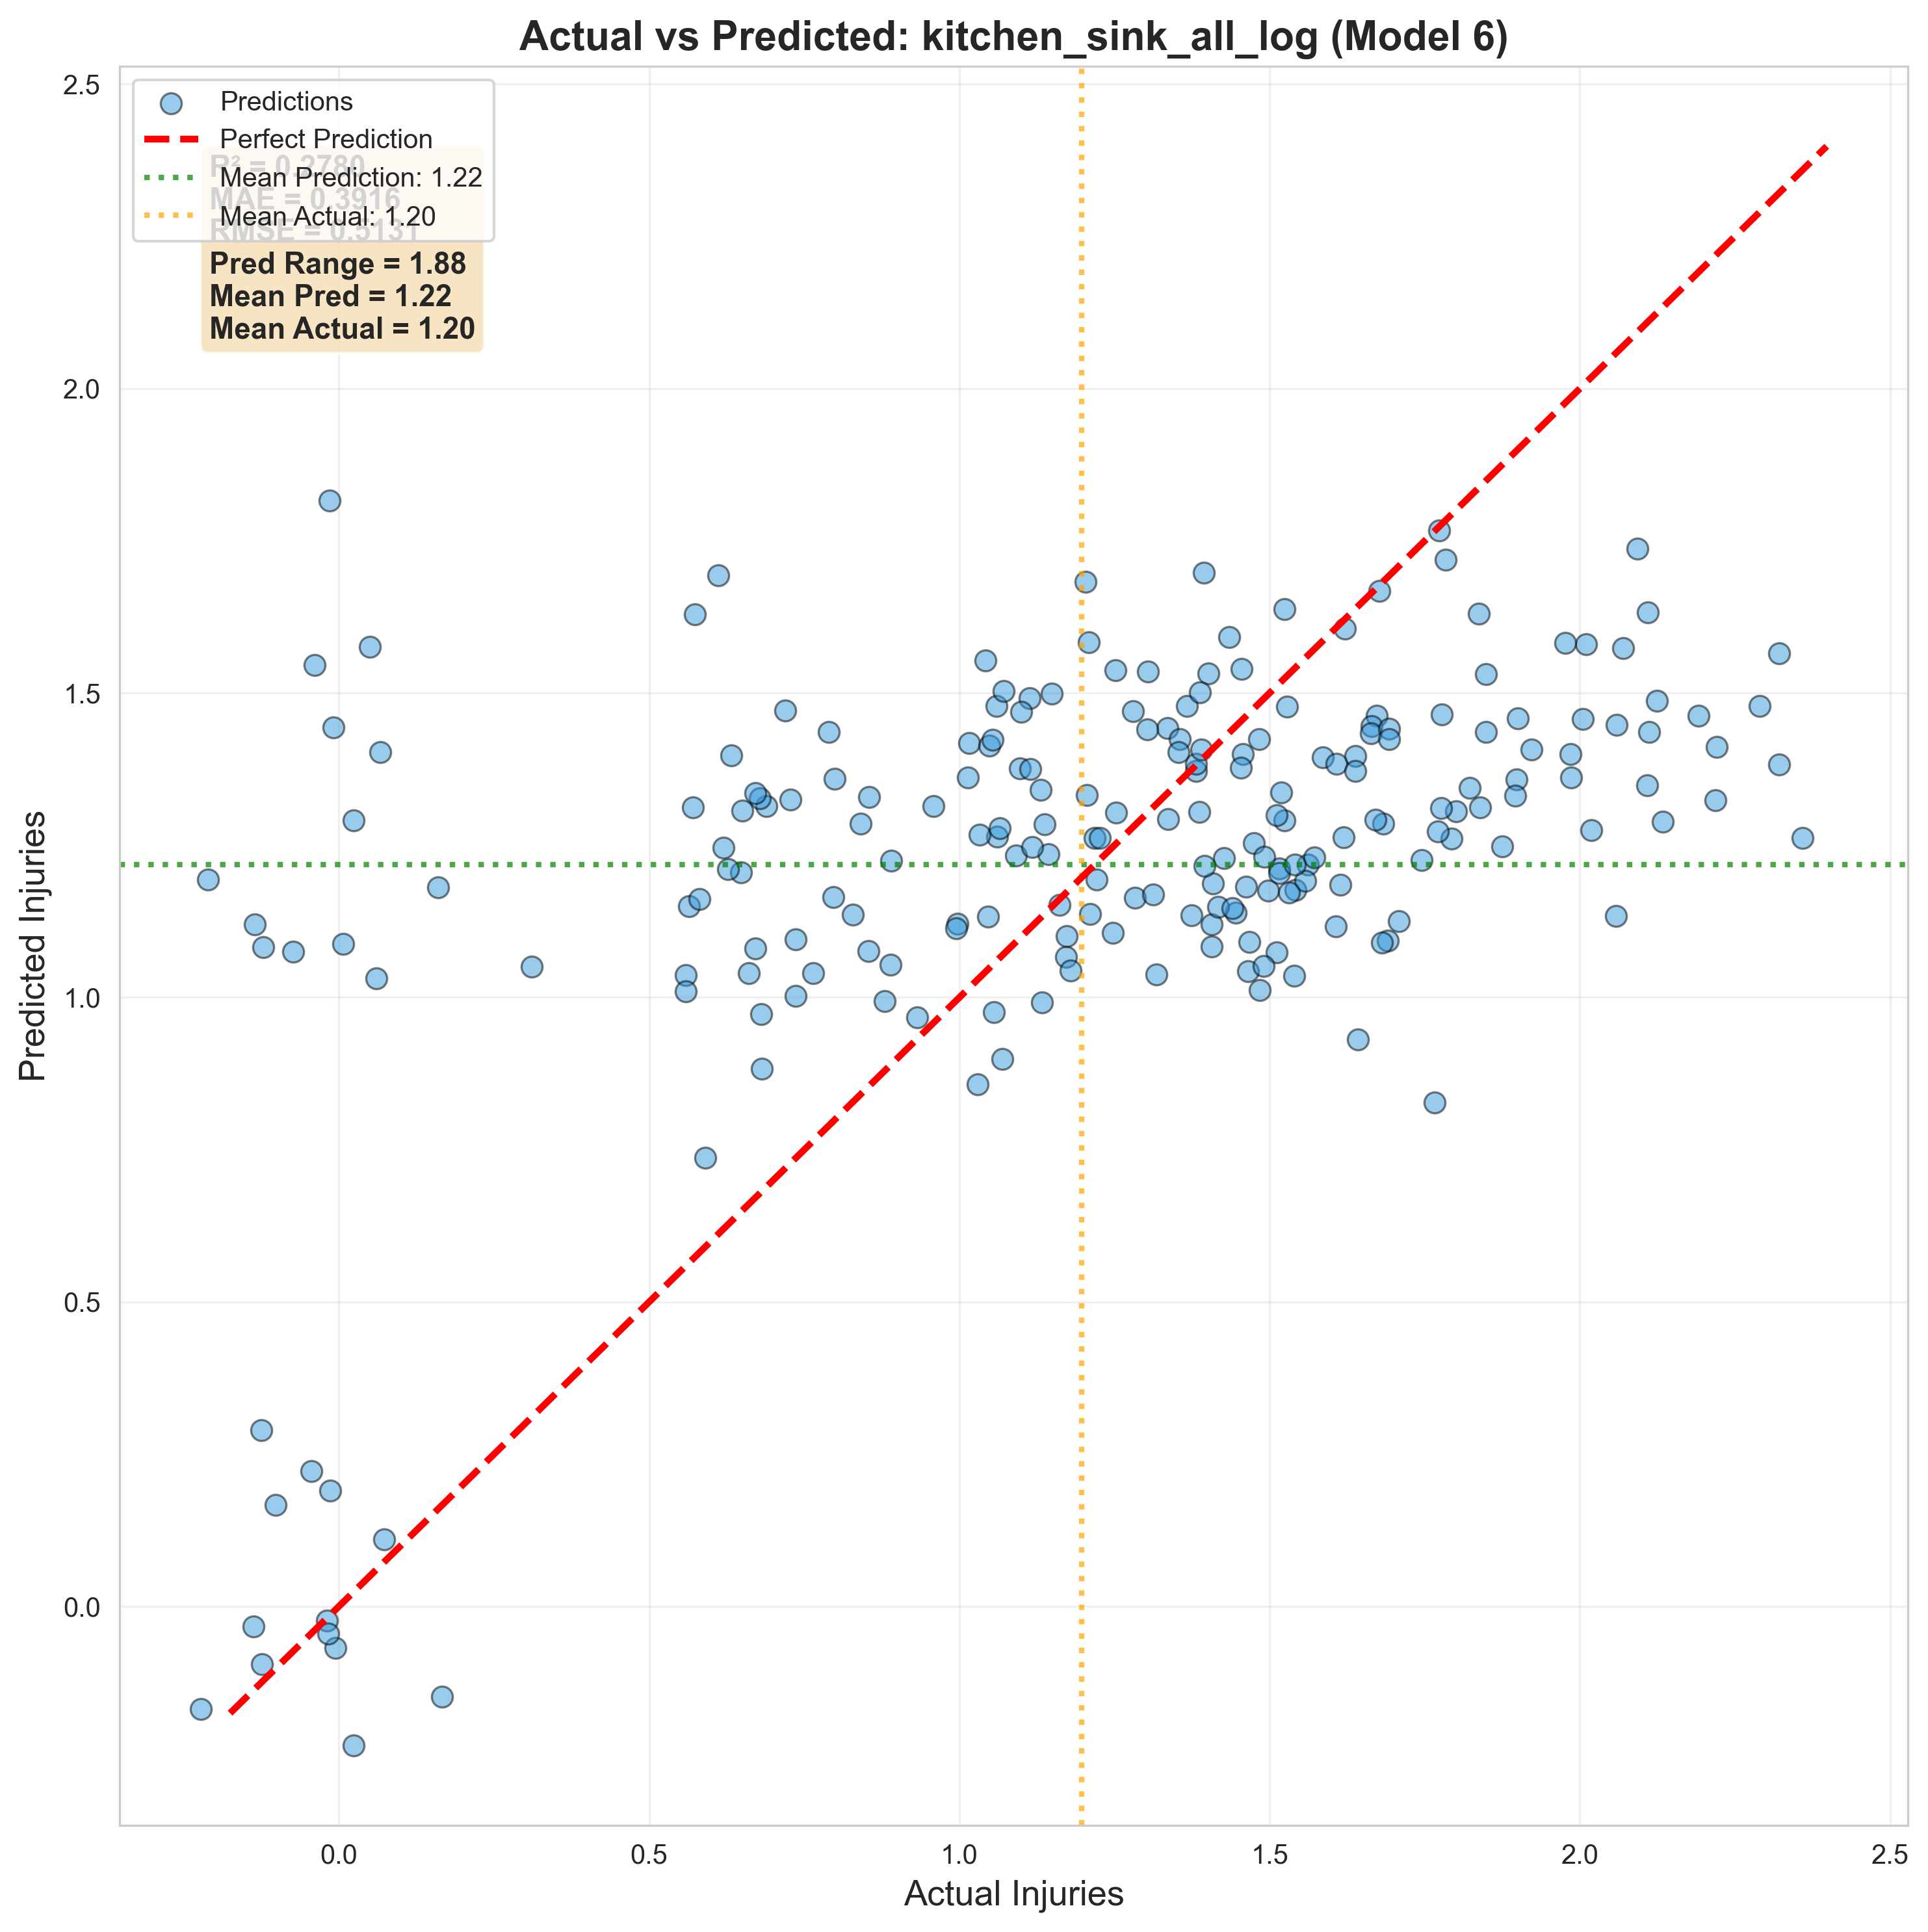 Actual vs Predicted: kitchen_sink_all_log (Model 6)
Predictions
Perfect Prediction
Mean Prediction: 1.22
Mean Actual: 1.20
R² = 0.2780
MAE = 0.3916
RMSE = 0.5131
Pred Range = 1.88
Mean Pred = 1.22
Mean Actual = 1.20
2.5
2.0
1.5
1.0
0.5
0.0
Predicted Injuries
0.0 0.5 1.0 1.5 2.0 2.5
Actual Injuries